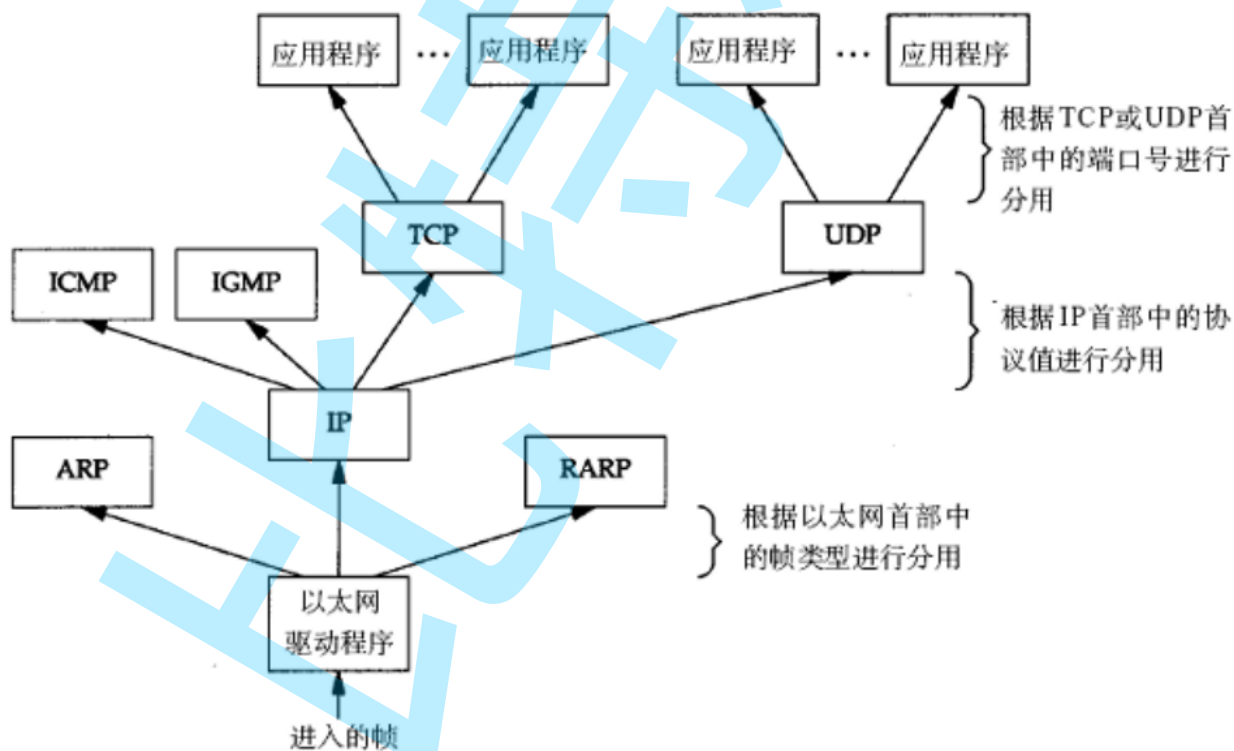 应用程序 … 应用程序 应用程序 … 应用程序
根据TCP或UDP首
部中的端口号进行
分用
TCP UDP
ICMP IGMP
根据IP首部中的协
议值进行分用
IP
ARP RARP
根据以太网首部中
的帧类型进行分用
以太网
驱动程序
进入的帧